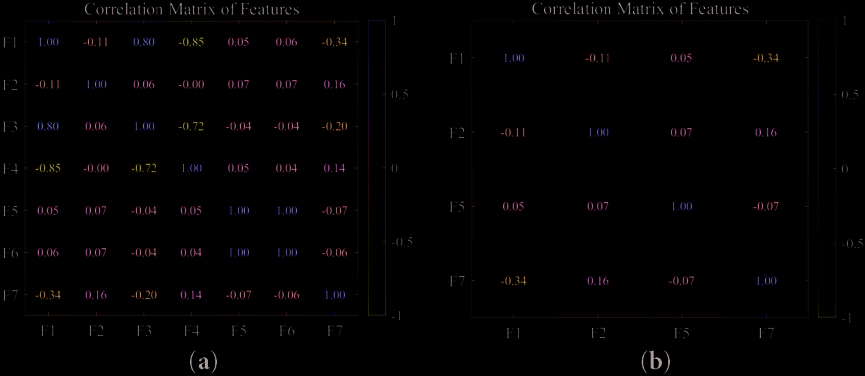 Correlation Matrix of Features
F1 1.00 -0.11 0.80 -0.85 0.05 0.06 -0.34
F2 -0.11 1.00 0.06 -0.00 0.07 0.07 0.16
F3 0.80 0.06 1.00 -0.72 -0.04 -0.04 -0.20
F4 -0.85 -0.00 -0.72 1.00 0.05 0.04 0.14
F5 0.05 0.07 -0.04 0.05 1.00 1.00 -0.07
F6 0.06 0.07 -0.04 0.04 1.00 1.00 -0.06
F7 -0.34 0.16 -0.20 0.14 -0.07 -0.06 1.00
F1 F2 F3 F4 F5 F6 F7
1
0.5
0
-0.5
-1
(a)
Correlation Matrix of Features
F1 1.00 -0.11 0.05 -0.34
F2 -0.11 1.00 0.07 0.16
F5 0.05 0.07 1.00 -0.07
F7 -0.34 0.16 -0.07 1.00
F1 F2 F5 F7
1
0.5
0
-0.5
-1
(b)